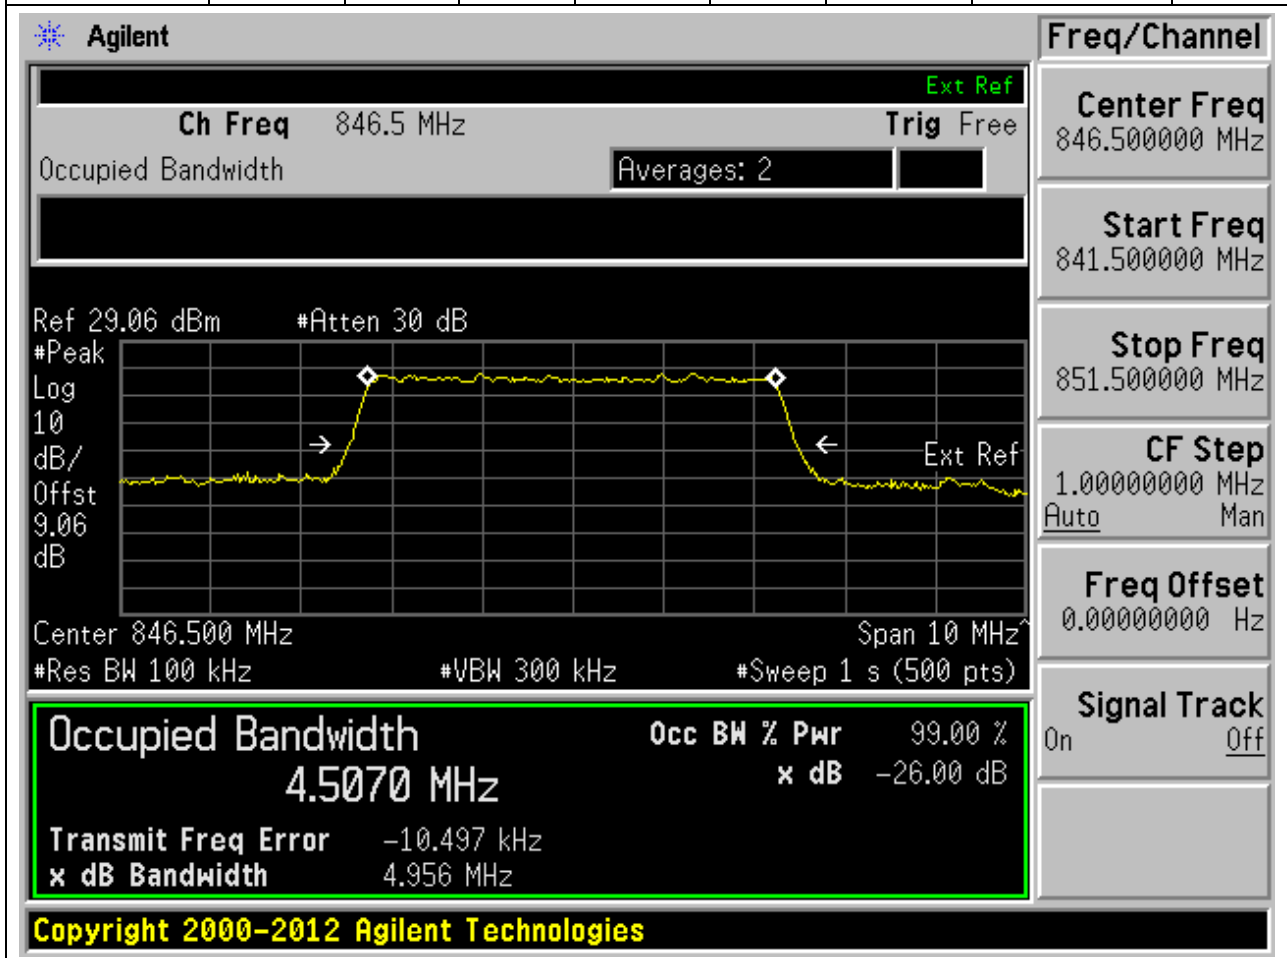 Agilent
Freq/Channel
Ext Ref
Ch Freq 846.5 MHz Trig Free
Occupied Bandwidth Averages: 2
Center Freq
846.500000 MHz
Start Freq
841.500000 MHz
Stop Freq
851.500000 MHz
CF Step
1.00000000 MHz
Auto Man
Freq Offset
0.00000000 Hz
Signal Track
On Off
Ref 29.06 dBm #Atten 30 dB
#Peak
Log
10
dB/
Offst
9.06
dB
Ext Ref
Center 846.500 MHz Span 10 MHz^
#Res BW 100 kHz #VBW 300 kHz #Sweep 1 s (500 pts)
Occupied Bandwidth Occ BW % Pwr 99.00 %
4.5070 MHz x dB -26.00 dB
Transmit Freq Error -10.497 kHz
x dB Bandwidth 4.956 MHz
Copyright 2000-2012 Agilent Technologies